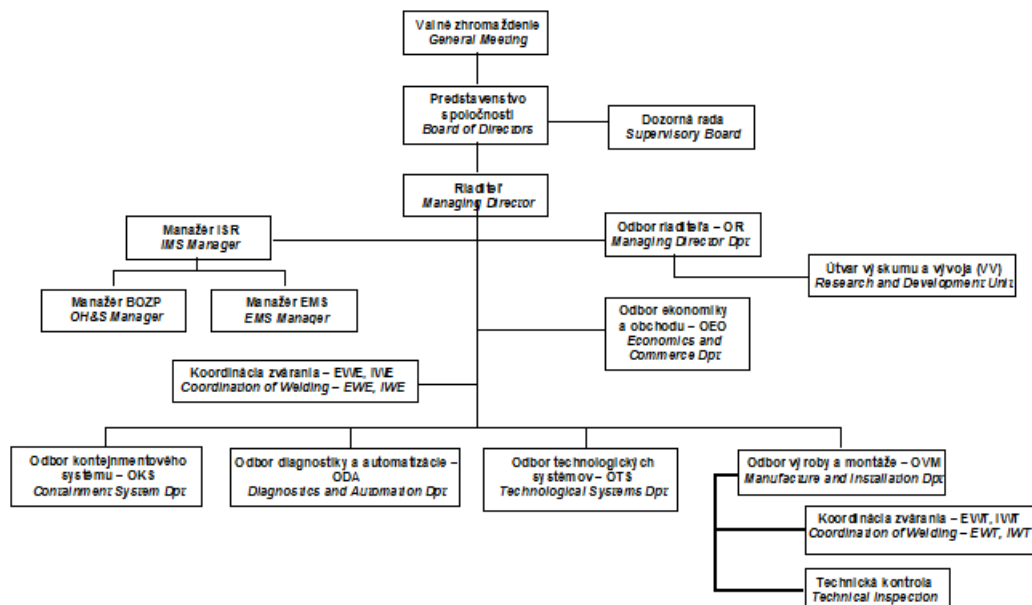 Valné zhromaždenie
General Meeting
Predstavenstvo
spoločnosti
Board of Directors
Dozorná rada
Supervisory Board
Riaditeľ
Managing Director
Manažér ISR
IMS Manager
Odbor riaditeľa – OR
Managing Director Dpt
Útvar výskumu a vývoja (VV)
Research and Development Unit
Manažér BOZP
OH&S Manager
Manažér EMS
EMS Manager
Odbor ekonomiky
a obchodu – OEO
Economics and
Commerce Dpt
Koordinácia zvárania – EWE, IWE
Coordination of Welding – EWE, IWE
Odbor kontejnmentového
systému – OKS
Containment System Dpt
Odbor diagnostiky a automatizácie –
ODA
Diagnostics and Automation Dpt
Odbor technologických
systémov – OTS
Technological Systems Dpt
Odbor výroby a montáže – OVM
Manufacture and Installation Dpt
Koordinácia zvárania – EWT, IWT
Coordination of Welding – EWT, IWT
Technická kontrola
Technical Inspection